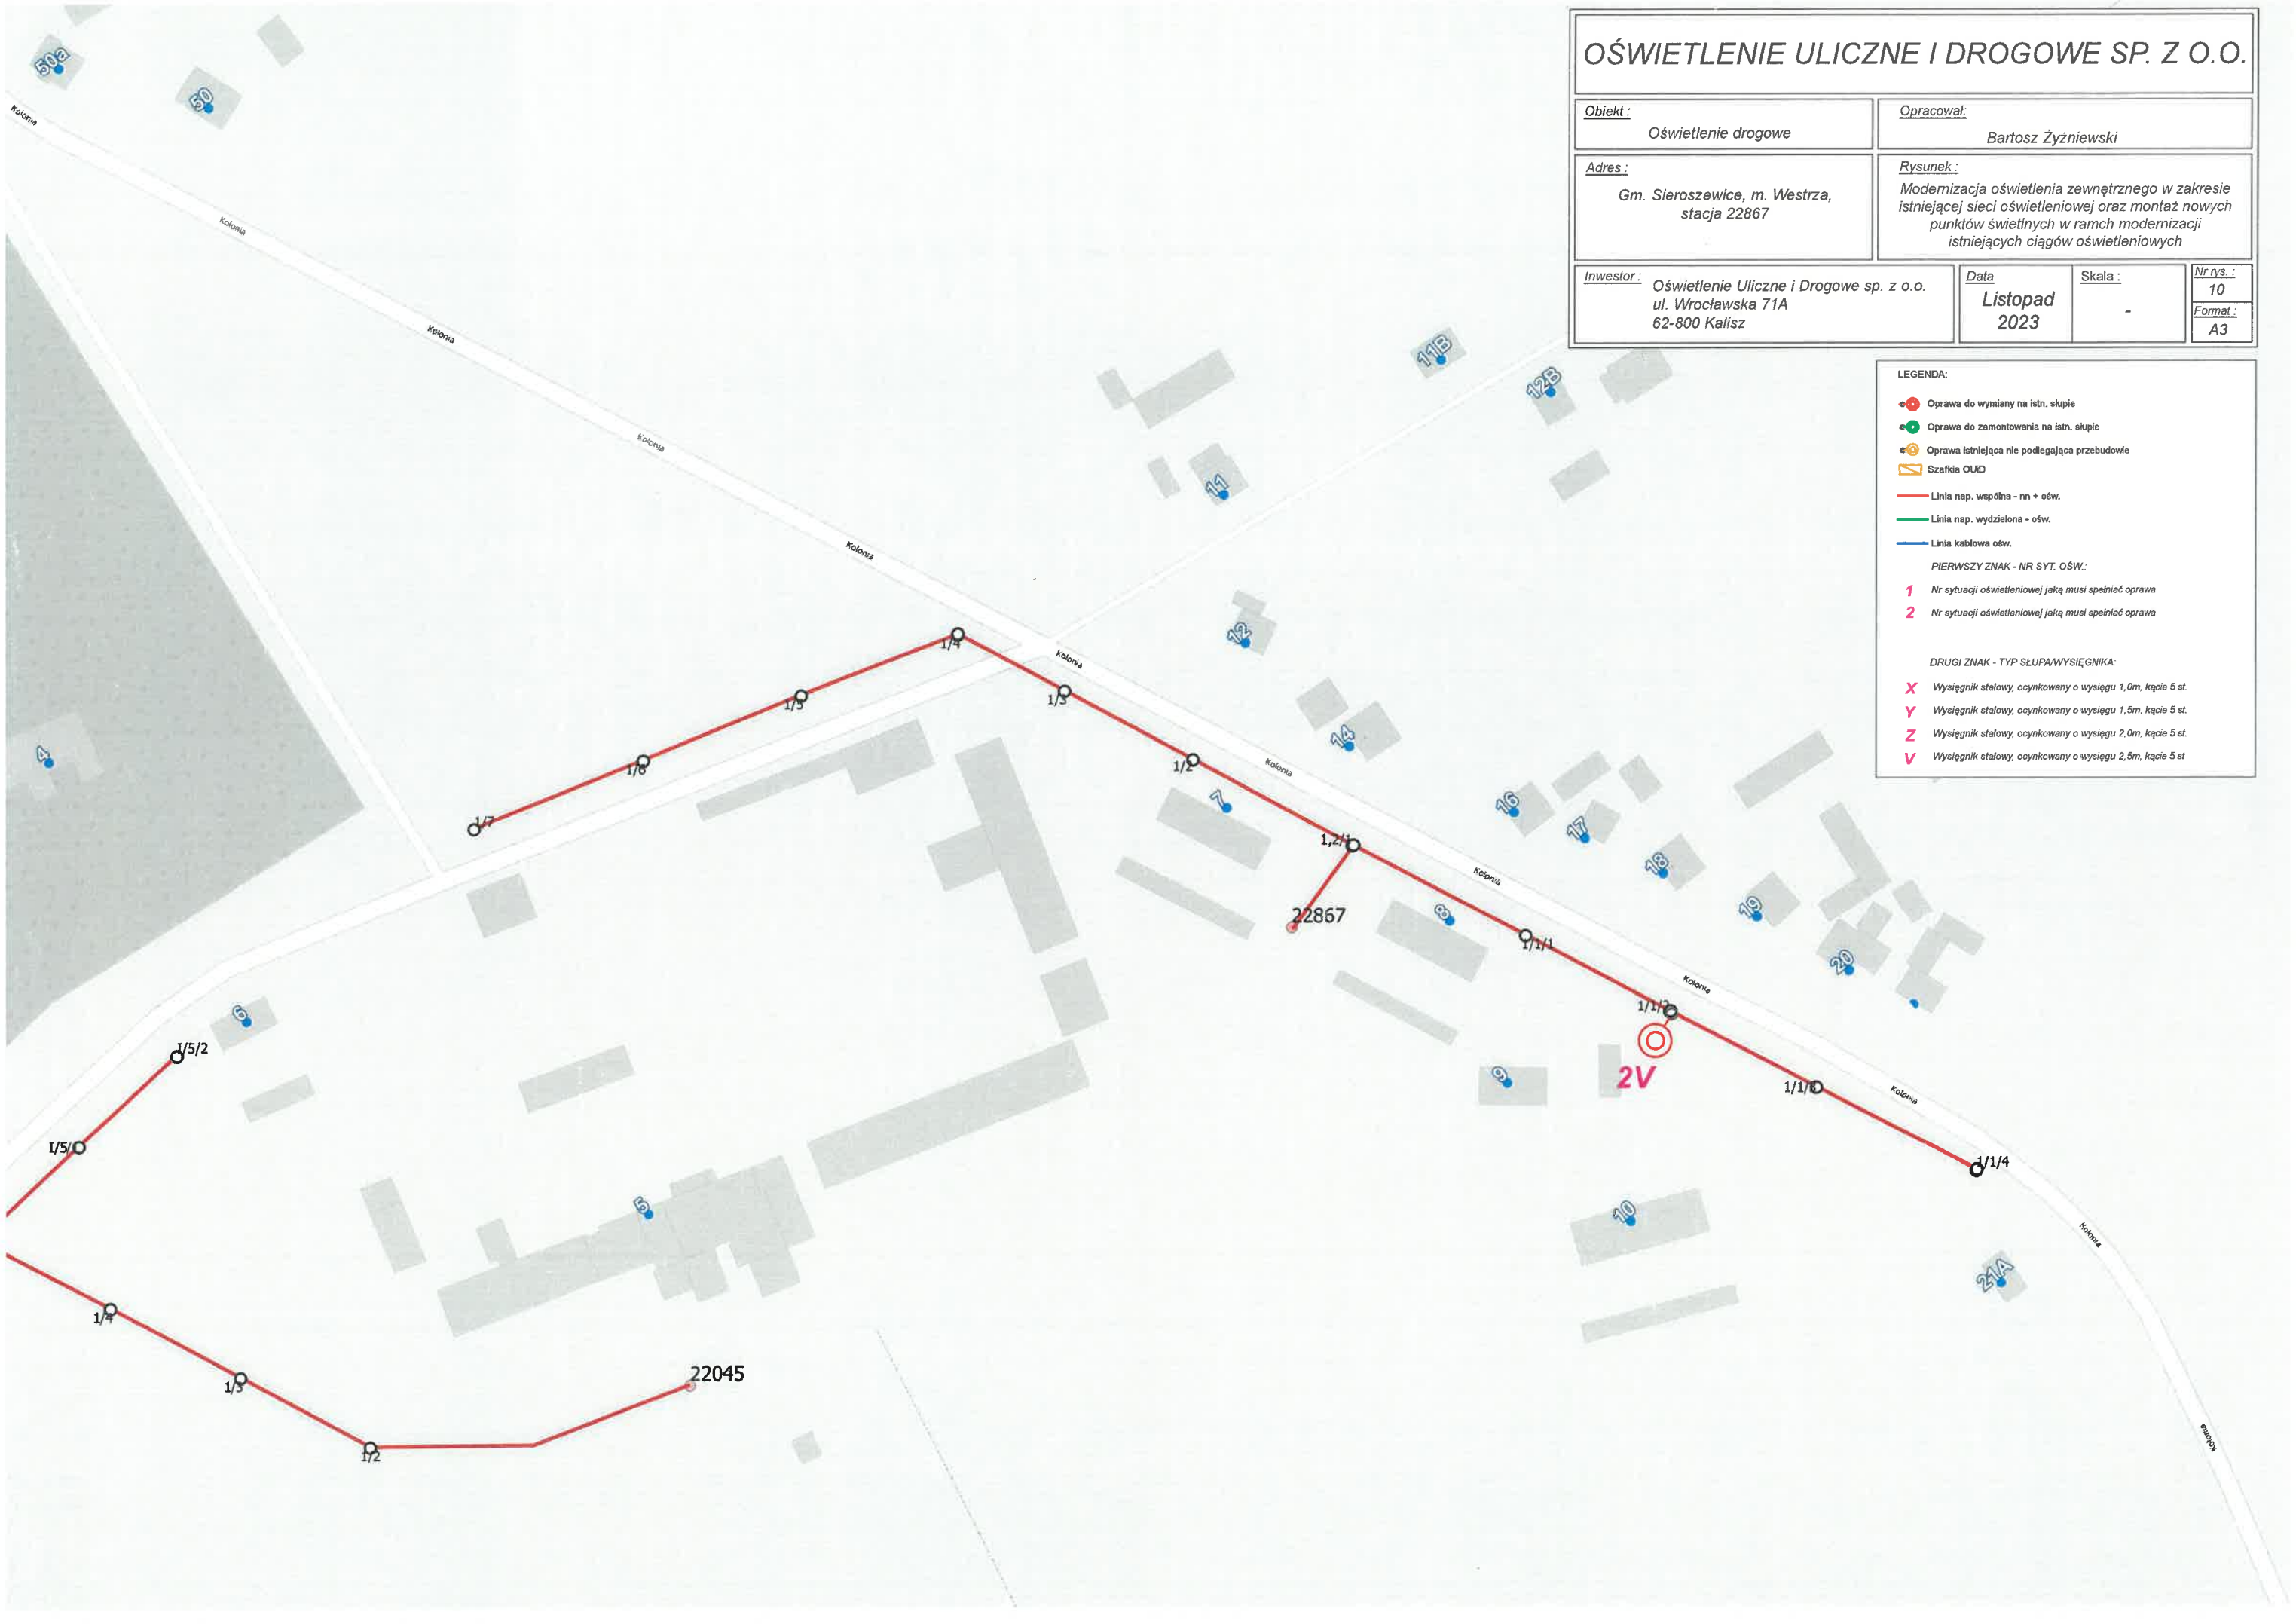 OŚWIETLENIE ULICZNE I DROGOWE SP. Z O.O.
Obiekt :
Oświetlenie drogowe
Opracował:
Bartosz Żyźniewski
Adres :
Gm. Sieroszewice, m. Westrza,
stacja 22867
Rysunek :
Modernizacja oświetlenia zewnętrznego w zakresie
istniejącej sieci oświetleniowej oraz montaż nowych
punktów świetlnych w ramch modernizacji
istniejących ciągów oświetleniowych
Inwestor :
Oświetlenie Uliczne i Drogowe sp. z o.o.
ul. Wrocławska 71A
62-800 Kalisz
Data
Listopad
2023
Skala :
-
Nr rys. :
10
Format :
A3
LEGENDA:
Oprawa do wymiany na istn. słupie
Oprawa do zamontowania na istn. słupie
Oprawa istniejąca nie podlegająca przebudowie
Szafkia OUiD
Linia nap. wspólna - nn + ośw.
Linia nap. wydzielona - ośw.
Linia kablowa ośw.
PIERWSZY ZNAK - NR SYT. OŚW.:
1 Nr sytuacji oświetleniowej jaką musi spełniać oprawa
2 Nr sytuacji oświetleniowej jaką musi spełniać oprawa
DRUGI ZNAK - TYP SŁUPA/WYSIĘGNIKA:
X Wysięgnik stalowy, ocynkowany o wysięgu 1,0m, kącie 5 st.
Y Wysięgnik stalowy, ocynkowany o wysięgu 1,5m, kącie 5 st.
Z Wysięgnik stalowy, ocynkowany o wysięgu 2,0m, kącie 5 st.
V Wysięgnik stalowy, ocynkowany o wysięgu 2,5m, kącie 5 st
50a
50
Kolonia
Kolonia
Kolonia
Kolonia
Kolonia
11B
12B
11
12
1/4
Kolonia
1/3
1/5
14
1/2
Kolonia
4
1/6
7
16
1/7
17
1,2/1
18
Kolonia
8
19
22867
1/1/1
20
Kolonia
1/1/2
6
I/5/2
2V
9
1/1/3
Kolonia
I/5/
1/1/4
5
10
Kolonia
21A
1/4
1/3
22045
1/2
Kolonia